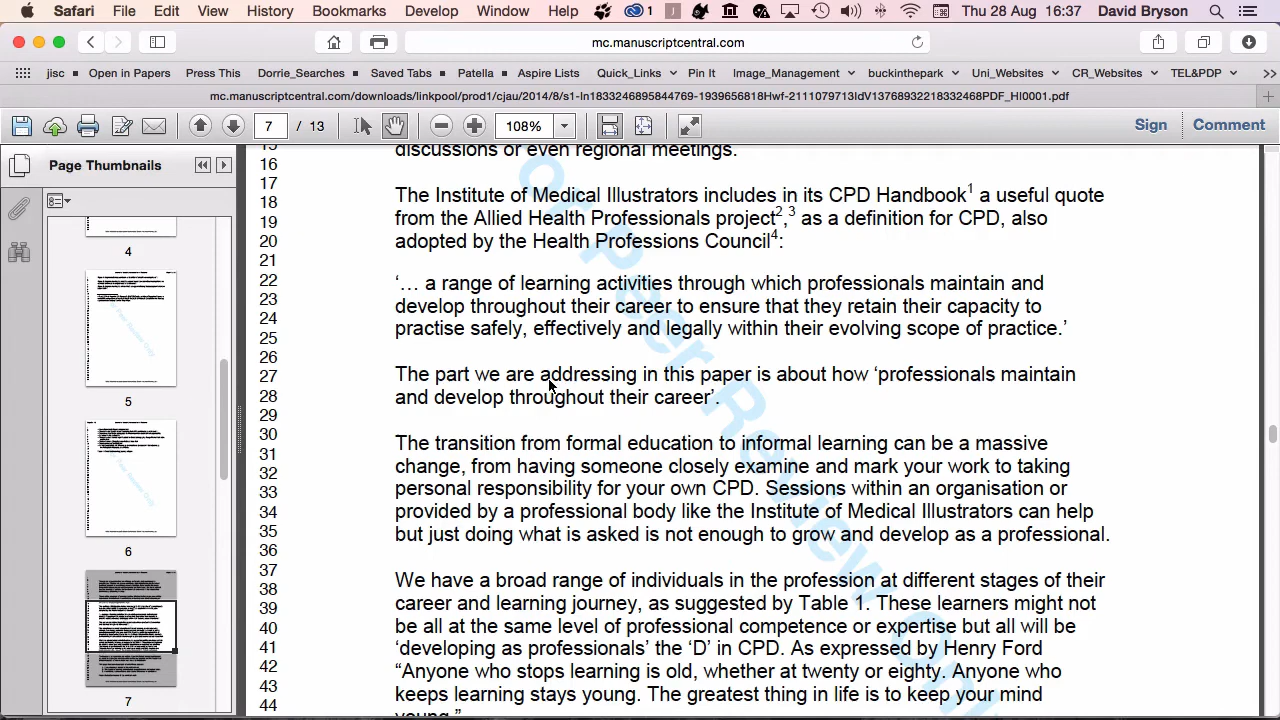 Safari File Edit View History Bookmarks Develop Window Help 1 Thu 28 Aug 16:37 David Bryson
mc.manuscriptcentral.com
jisc Open in Papers Press This Dorrie_Searches Saved Tabs Patella Aspire Lists Quick_Links Pin It Image_Management buckinthepark Uni_Websites CR_Websites TEL&PDP
mc.manuscriptcentral.com/downloads/linkpool/prod1/cjau/2014/8/s1-ln1833246895844769-1939656818Hwf-2111079713IdV13768932218332468PDF_HI0001.pdf
7 / 13 108% Sign Comment
Page Thumbnails
4
5
6
7
15 discussions or even regional meetings.
16
17 The Institute of Medical Illustrators includes in its CPD Handbook1 a useful quote
18
19 from the Allied Health Professionals project2,3 as a definition for CPD, also
20 adopted by the Health Professions Council4:
21
22 ‘… a range of learning activities through which professionals maintain and
23 develop throughout their career to ensure that they retain their capacity to
24
25 practise safely, effectively and legally within their evolving scope of practice.’
26
27 The part we are addressing in this paper is about how ‘professionals maintain
28 and develop throughout their career’.
29
30 The transition from formal education to informal learning can be a massive
31
32 change, from having someone closely examine and mark your work to taking
33 personal responsibility for your own CPD. Sessions within an organisation or
34 provided by a professional body like the Institute of Medical Illustrators can help
35 but just doing what is asked is not enough to grow and develop as a professional.
36
37 We have a broad range of individuals in the profession at different stages of their
38
39 career and learning journey, as suggested by Table 1. These learners might not
40 be all at the same level of professional competence or expertise but all will be
41 ‘developing as professionals’ the ‘D’ in CPD. As expressed by Henry Ford
42 “Anyone who stops learning is old, whether at twenty or eighty. Anyone who
43 keeps learning stays young. The greatest thing in life is to keep your mind
44 young.”
or Peer Review Onl